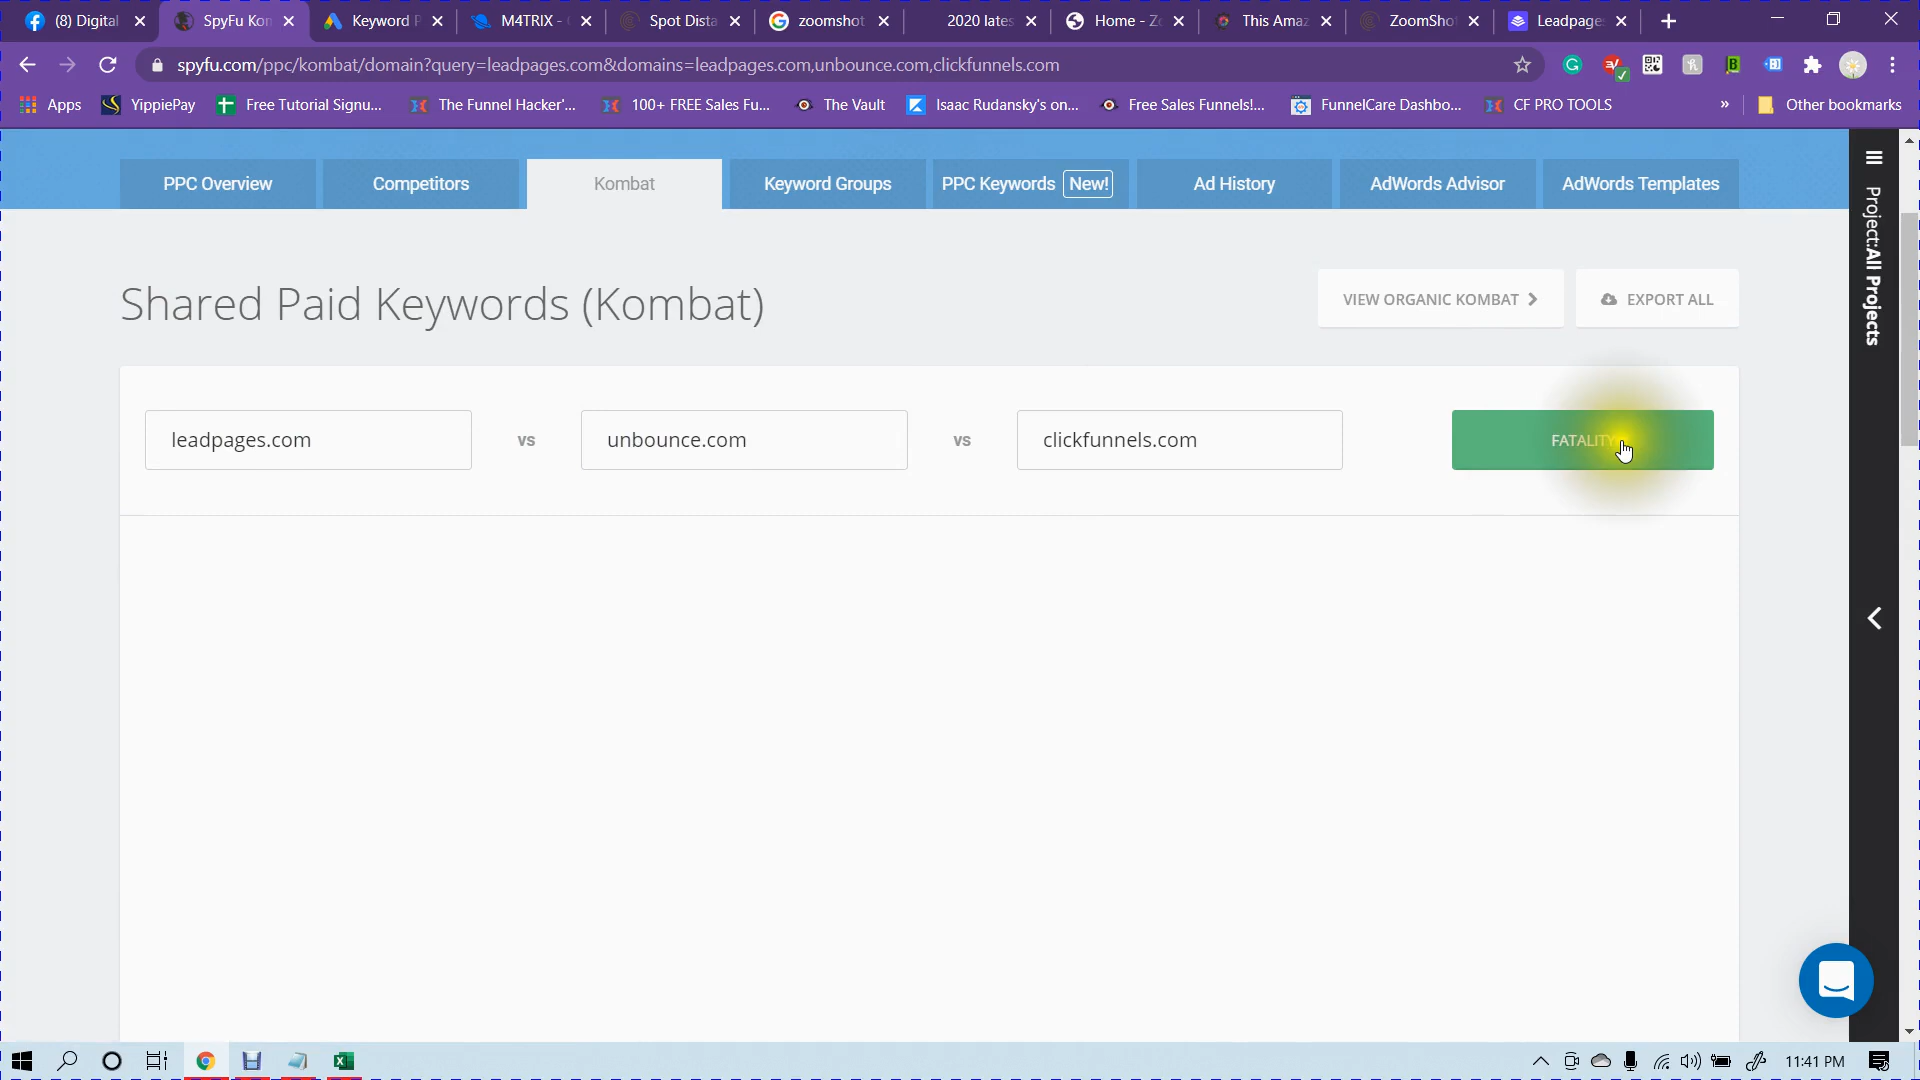 (8) Digital
SpyFu Kon
Keyword P
M4TRIX -
Spot Dista
zoomshot
2020 lates
Home - Ze
This Amaz
ZoomSho
Leadpage
spyfu.com/ppc/kombat/domain?query=leadpages.com&domains=leadpages.com,unbounce.com,clickfunnels.com
Apps YippiePay Free Tutorial Signu... The Funnel Hacker'... 100+ FREE Sales Fu... The Vault Isaac Rudansky's on... Free Sales Funnels!... FunnelCare Dashbo... CF PRO TOOLS » Other bookmarks
PPC Overview
Competitors
Kombat
Keyword Groups
PPC Keywords New!
Ad History
AdWords Advisor
AdWords Templates
Project:All Projects
Shared Paid Keywords (Kombat)
VIEW ORGANIC KOMBAT
EXPORT ALL
leadpages.com vs unbounce.com vs clickfunnels.com
FATALITY
11:41 PM